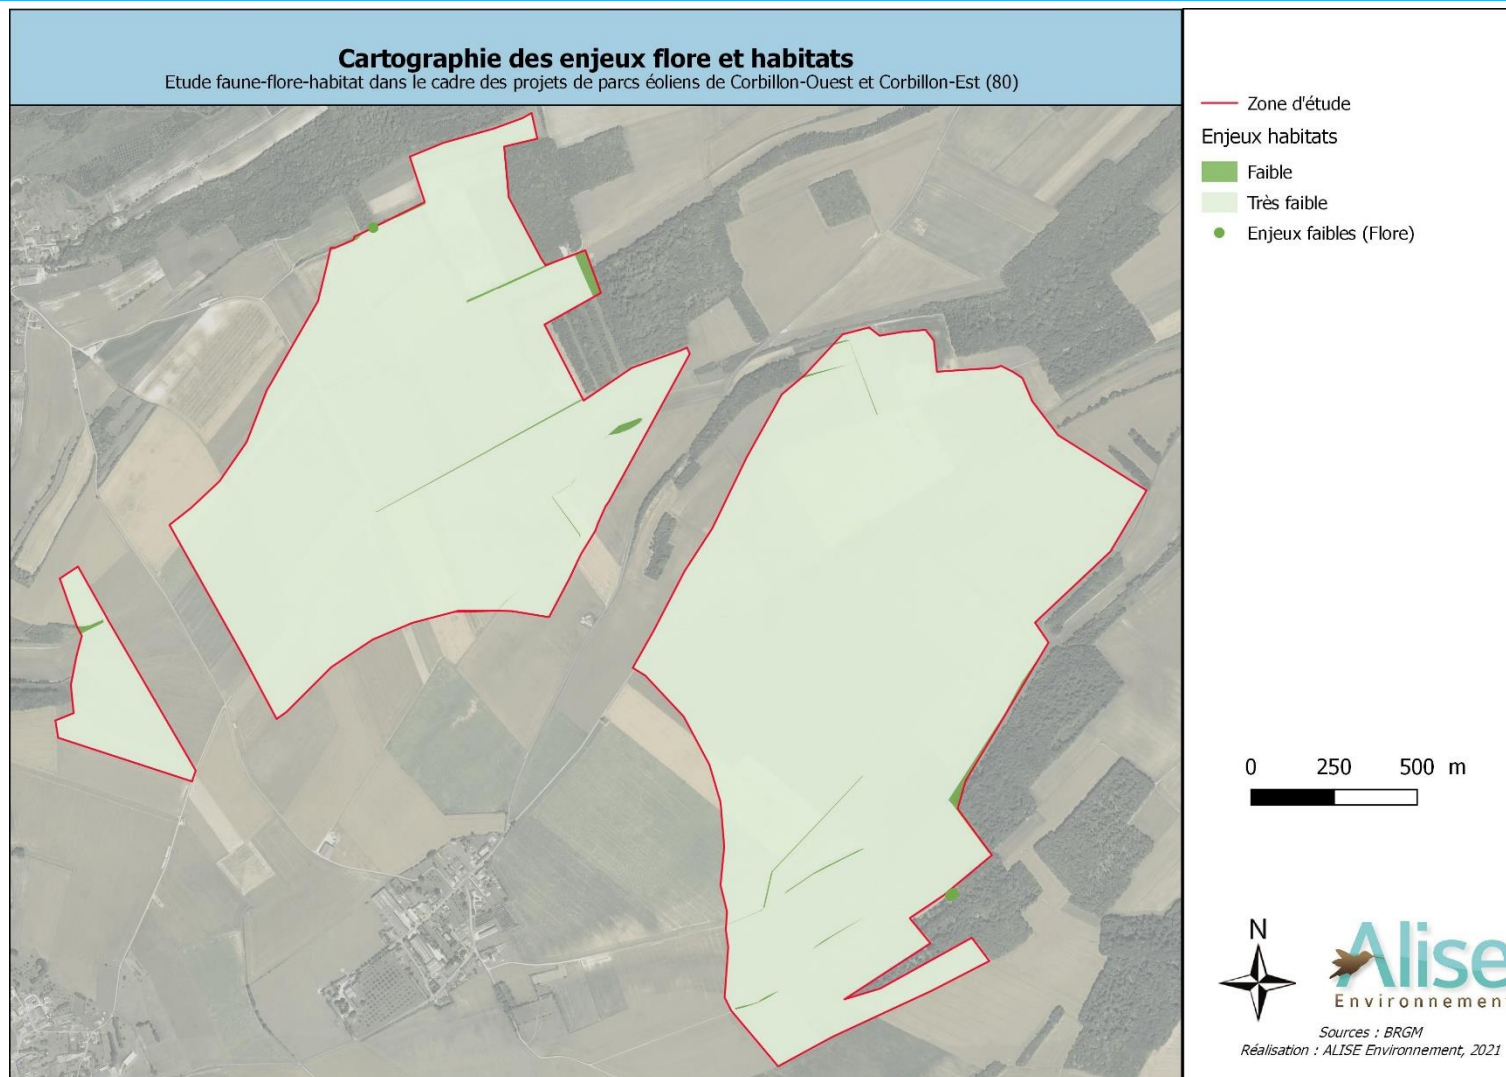 Cartographie des enjeux flore et habitats
Etude faune-flore-habitat dans le cadre des projets de parcs éoliens de Corbillon-Ouest et Corbillon-Est (80)
Zone d'étude
Enjeux habitats
Faible
Très faible
Enjeux faibles (Flore)
0 250 500 m
N
Alise
Environnement
Sources : BRGM
Réalisation : ALISE Environnement, 2021